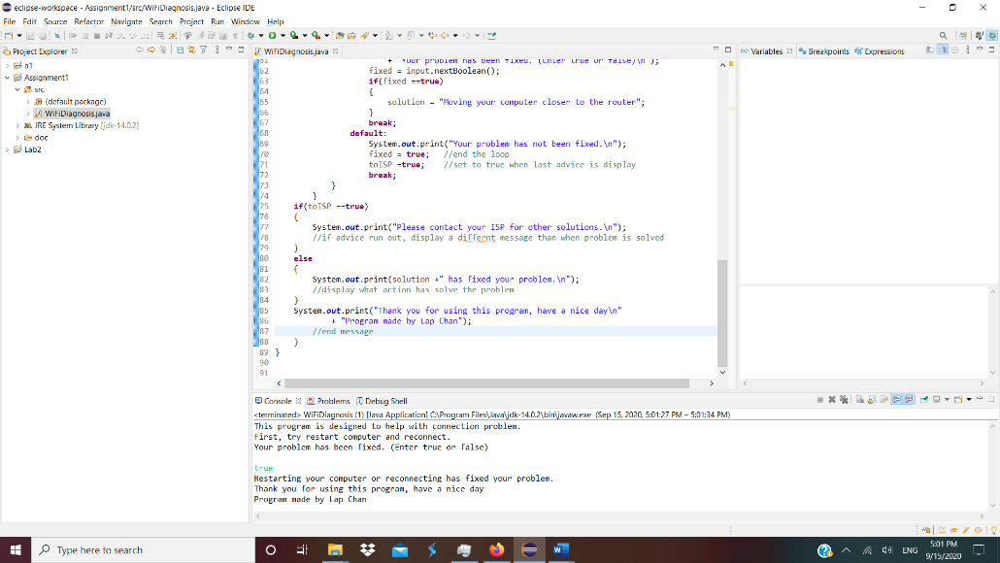 eclipse-workspace - Assignment1/src/WiFiDiagnosis.java - Eclipse IDE
File Edit Source Refactor Navigate Search Project Run Window Help
Project Explorer
a1
Assignment1
src
(default package)
WiFiDiagnosis.java
JRE System Library [jdk-14.0.2]
doc
Lab2
WiFiDiagnosis.java
61 + "Your problem has been fixed. (Enter true or false)\n");
62 fixed = input.nextBoolean();
63 if(fixed ==true)
64 {
65 solution = "Moving your computer closer to the router";
66 }
67 break;
68 default:
69 System.out.print("Your problem has not been fixed.\n");
70 fixed = true; //end the loop
71 toISP =true; //set to true when last advice is display
72 break;
73 }
74 }
75 if(toISP ==true)
76 {
77 System.out.print("Please contact your ISP for other solutions.\n");
78 //if advice run out, display a differnt message than when problem is solved
79 }
80 else
81 {
82 System.out.print(solution +" has fixed your problem.\n");
83 //display what action has solve the problem
84 }
85 System.out.print("Thank you for using this program, have a nice day\n"
86 + "Program made by Lap Chan");
87 //end message
88 }
89 }
90
91
Variables Breakpoints Expressions
Console Problems Debug Shell
<terminated> WiFiDiagnosis (1) [Java Application] C:\Program Files\Java\jdk-14.0.2\bin\javaw.exe (Sep 15, 2020, 5:01:27 PM – 5:01:34 PM)
This program is designed to help with connection problem.
First, try restart computer and reconnect.
Your problem has been fixed. (Enter true or false)
true
Restarting your computer or reconnecting has fixed your problem.
Thank you for using this program, have a nice day
Program made by Lap Chan
Type here to search
ENG
5:01 PM
9/15/2020